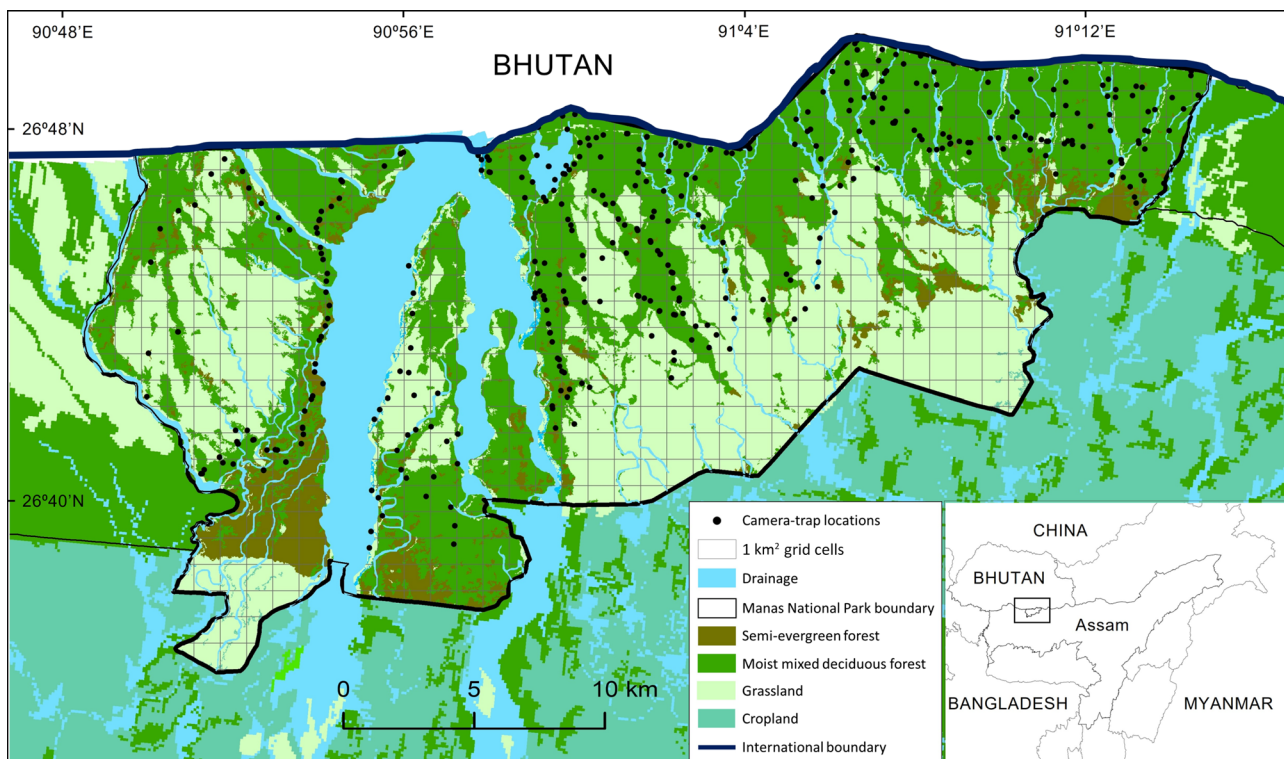 90º48'E
90º56'E
91º4'E
91º12'E
BHUTAN
26º48'N
26º40'N
0 5 10 km
Camera-trap locations
1 km² grid cells
Drainage
Manas National Park boundary
Semi-evergreen forest
Moist mixed deciduous forest
Grassland
Cropland
International boundary
CHINA
BHUTAN
Assam
BANGLADESH
MYANMAR